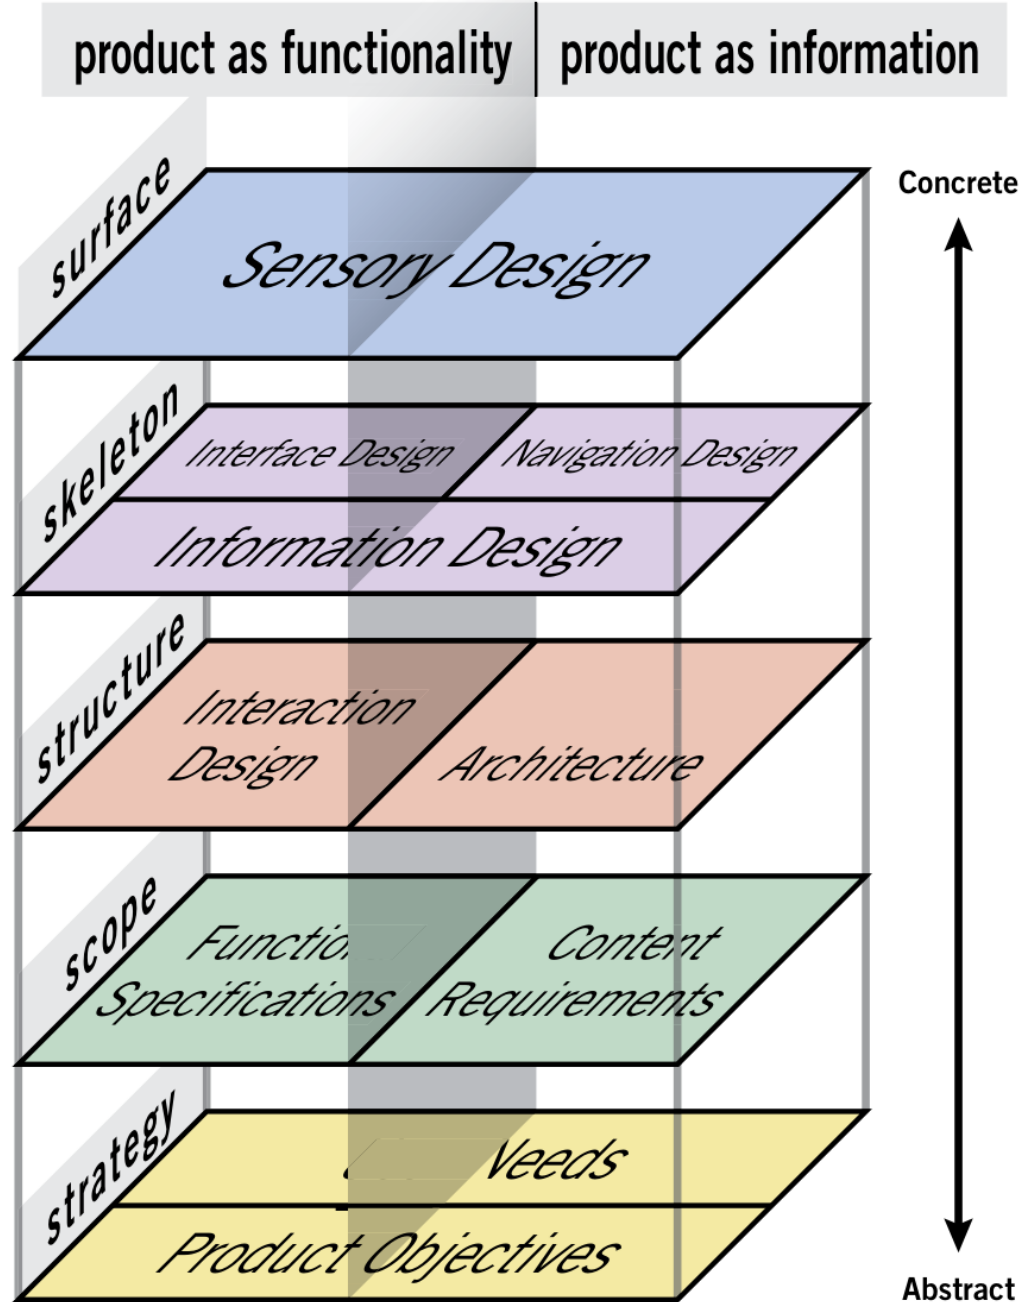 product as functionality
product as information
surface
Sensory Design
Concrete
skeleton
Interface Design
Navigation Design
Information Design
structure
Interaction
Design
Architecture
scope
Content
Specifications
Requirements
strategy
Product Objectives
Abstract